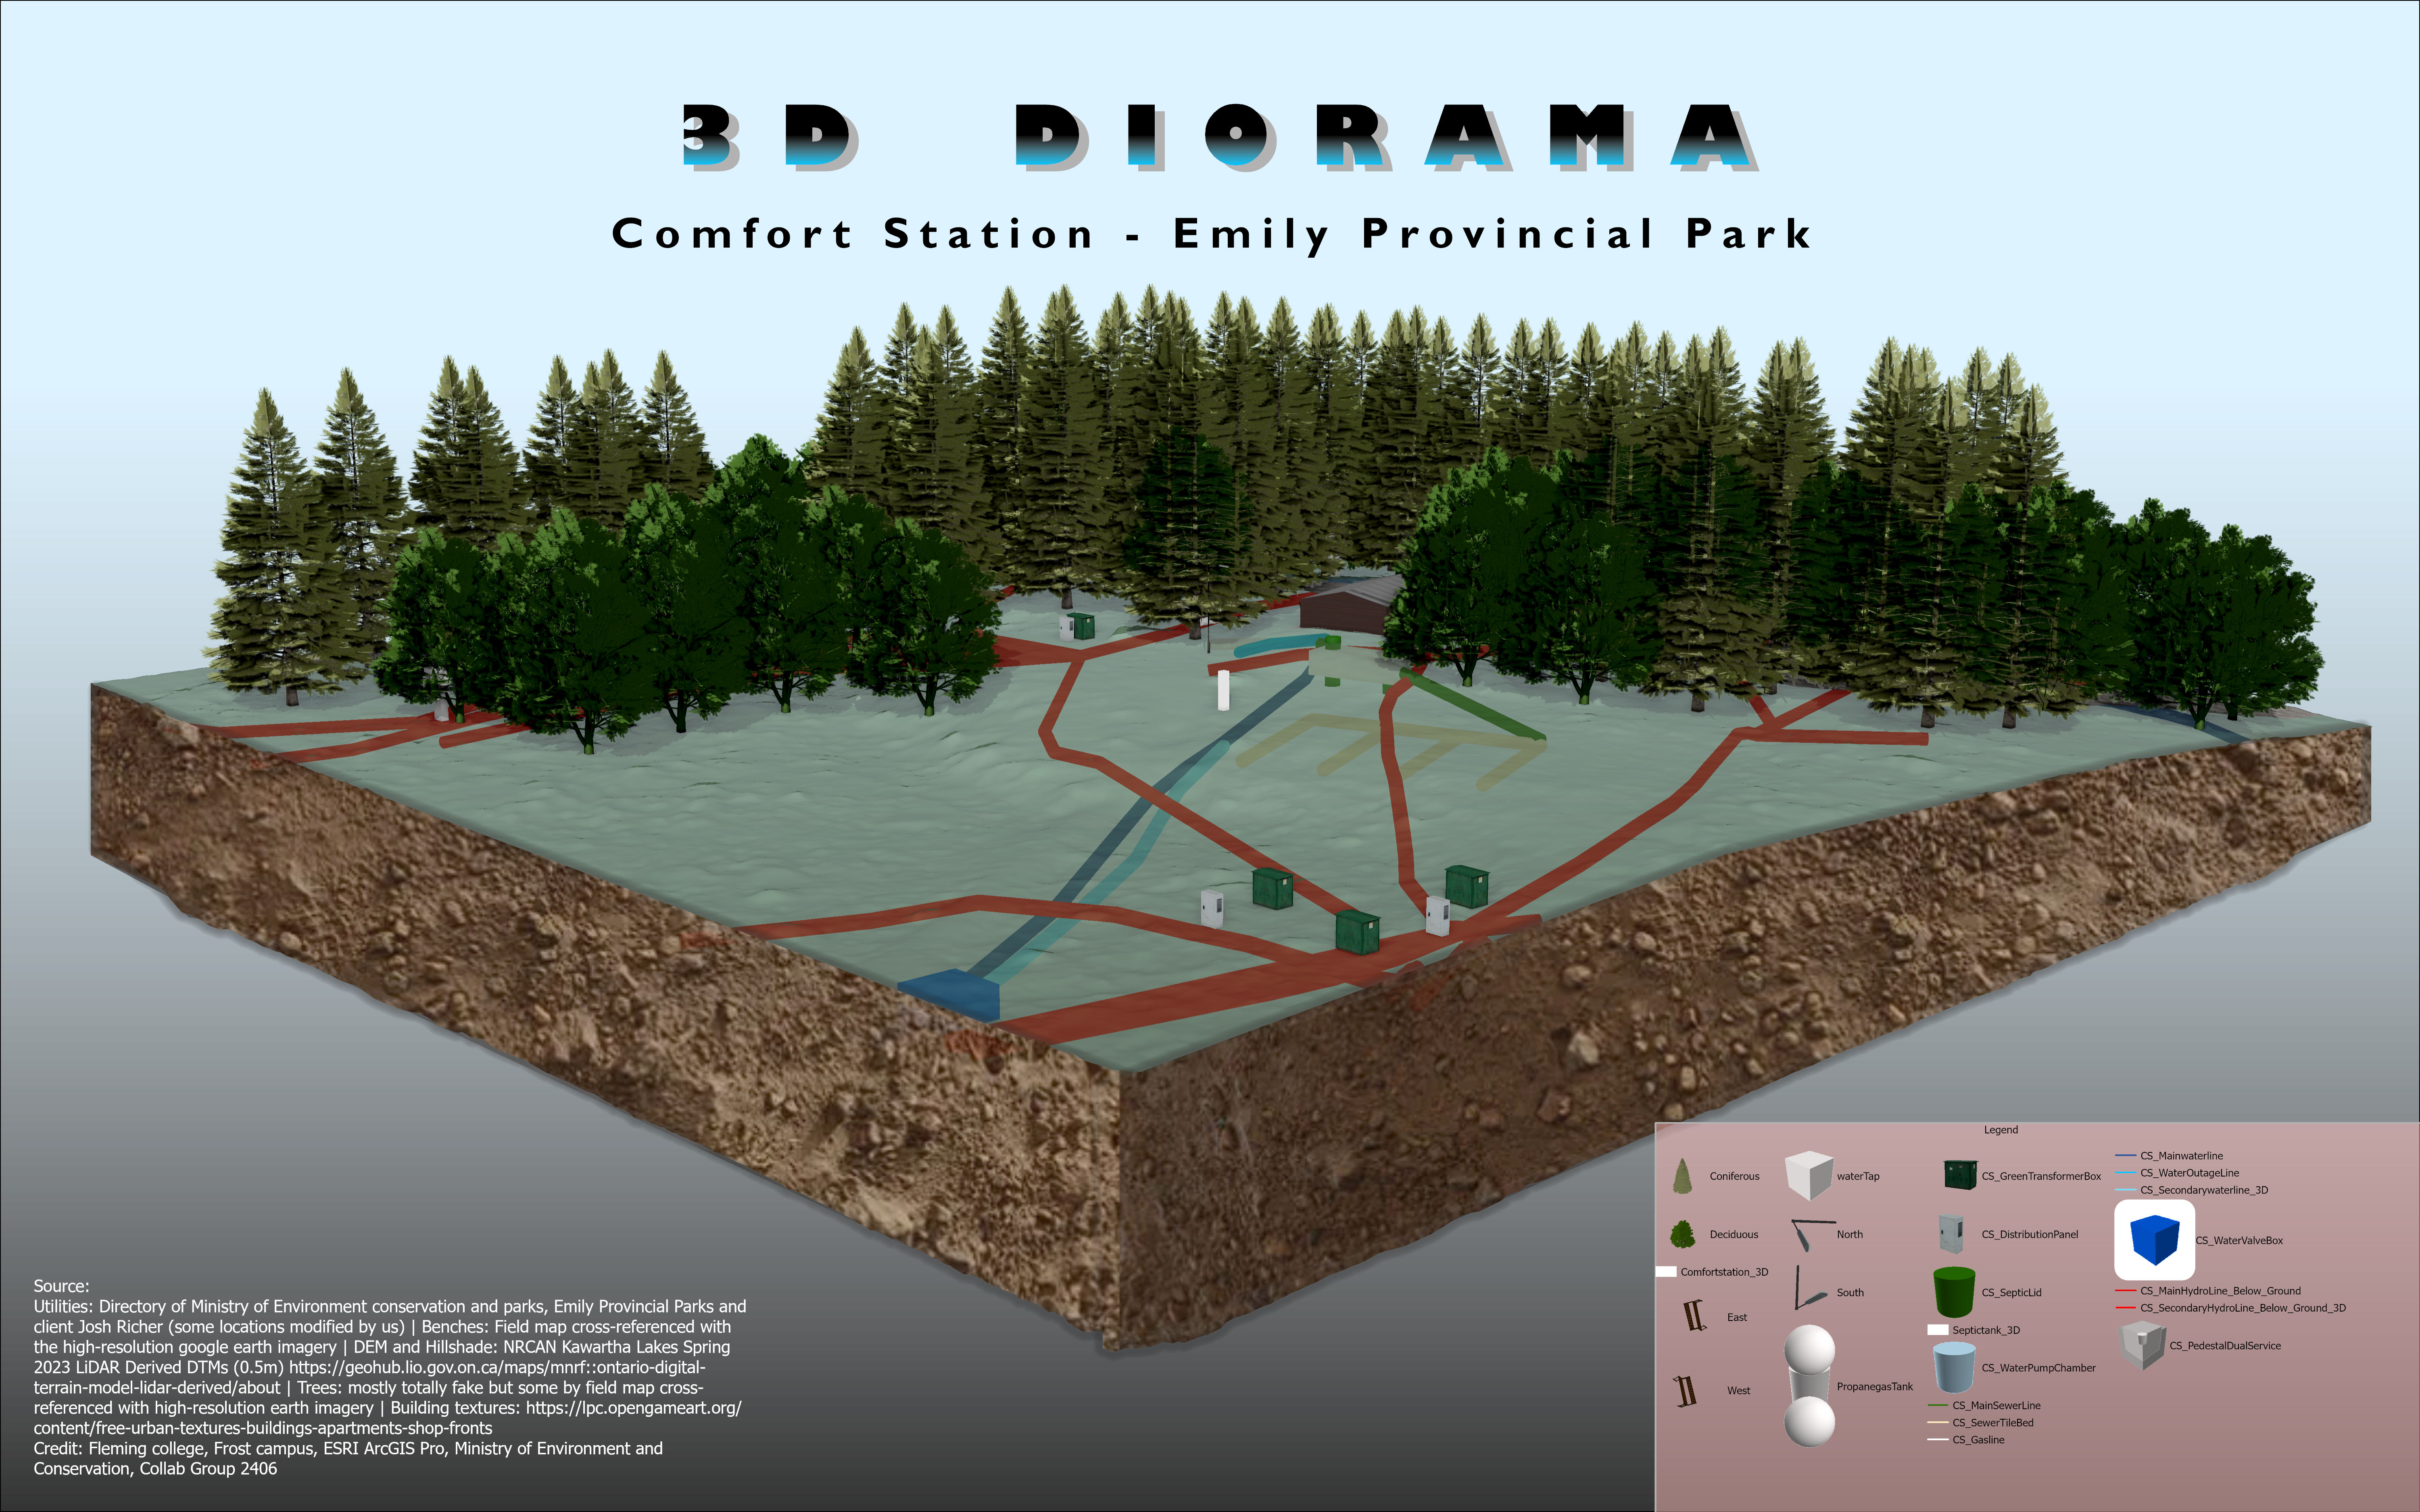 3D DIORAMA
Comfort Station - Emily Provincial Park
Source:
Utilities: Directory of Ministry of Environment conservation and parks, Emily Provincial Parks and
client Josh Richer (some locations modified by us) | Benches: Field map cross-referenced with
the high-resolution google earth imagery | DEM and Hillshade: NRCAN Kawartha Lakes Spring
2023 LiDAR Derived DTMs (0.5m) https://geohub.lio.gov.on.ca/maps/mnrf::ontario-digital-
terrain-model-lidar-derived/about | Trees: mostly totally fake but some by field map cross-
referenced with high-resolution earth imagery | Building textures: https://lpc.opengameart.org/
content/free-urban-textures-buildings-apartments-shop-fronts
Credit: Fleming college, Frost campus, ESRI ArcGIS Pro, Ministry of Environment and
Conservation, Collab Group 2406
Legend
Coniferous
Deciduous
Comfortstation_3D
East
West
waterTap
North
South
PropanegasTank
CS_GreenTransformerBox
CS_DistributionPanel
CS_SepticLid
Septictank_3D
CS_WaterPumpChamber
CS_MainSewerLine
CS_SewerTileBed
CS_Gasline
CS_Mainwaterline
CS_WaterOutageLine
CS_Secondarywaterline_3D
CS_WaterValveBox
CS_MainHydroLine_Below_Ground
CS_SecondaryHydroLine_Below_Ground_3D
CS_PedestalDualService